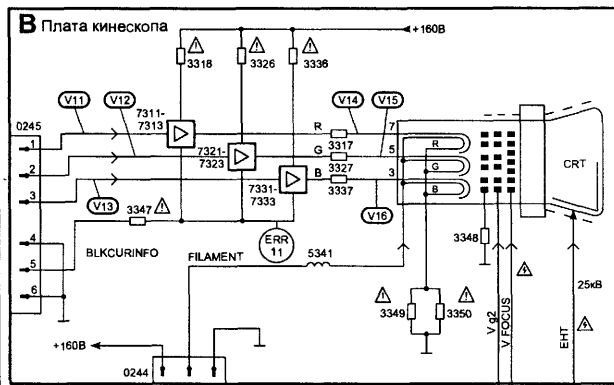 B Плата кинескопа
+160В
3318
3326
3336
V11
V12
7311-
7313
V14
V15
0245
1
R
7
3317
7321-
7323
G
5
3327
2
7331-
7333
B
3
3337
3
V13
V16
R
G
B
CRT
3347
4
BLKCURINFO
ERR
11
FILAMENT
5341
3348
5
6
3349
3350
V g2
V FOCUS
EHT
25кВ
+160В
0244